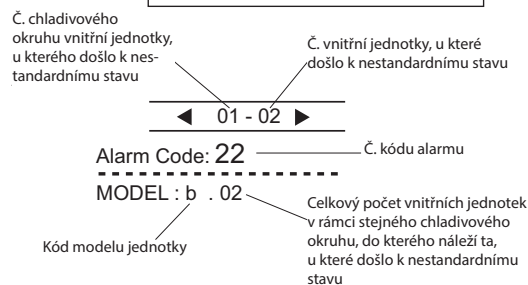 Č. chladivového
okruhu vnitřní jednotky,
u kterého došlo k nes-
tandardnímu stavu
Č. vnitřní jednotky, u které
došlo k nestandardnímu stavu
◀ 01 - 02 ▶
Alarm Code: 22
Č. kódu alarmu
MODEL : b . 02
Kód modelu jednotky
Celkový počet vnitřních jednotek
v rámci stejného chladivového
okruhu, do kterého náleží ta,
u které došlo k nestandardnímu
stavu